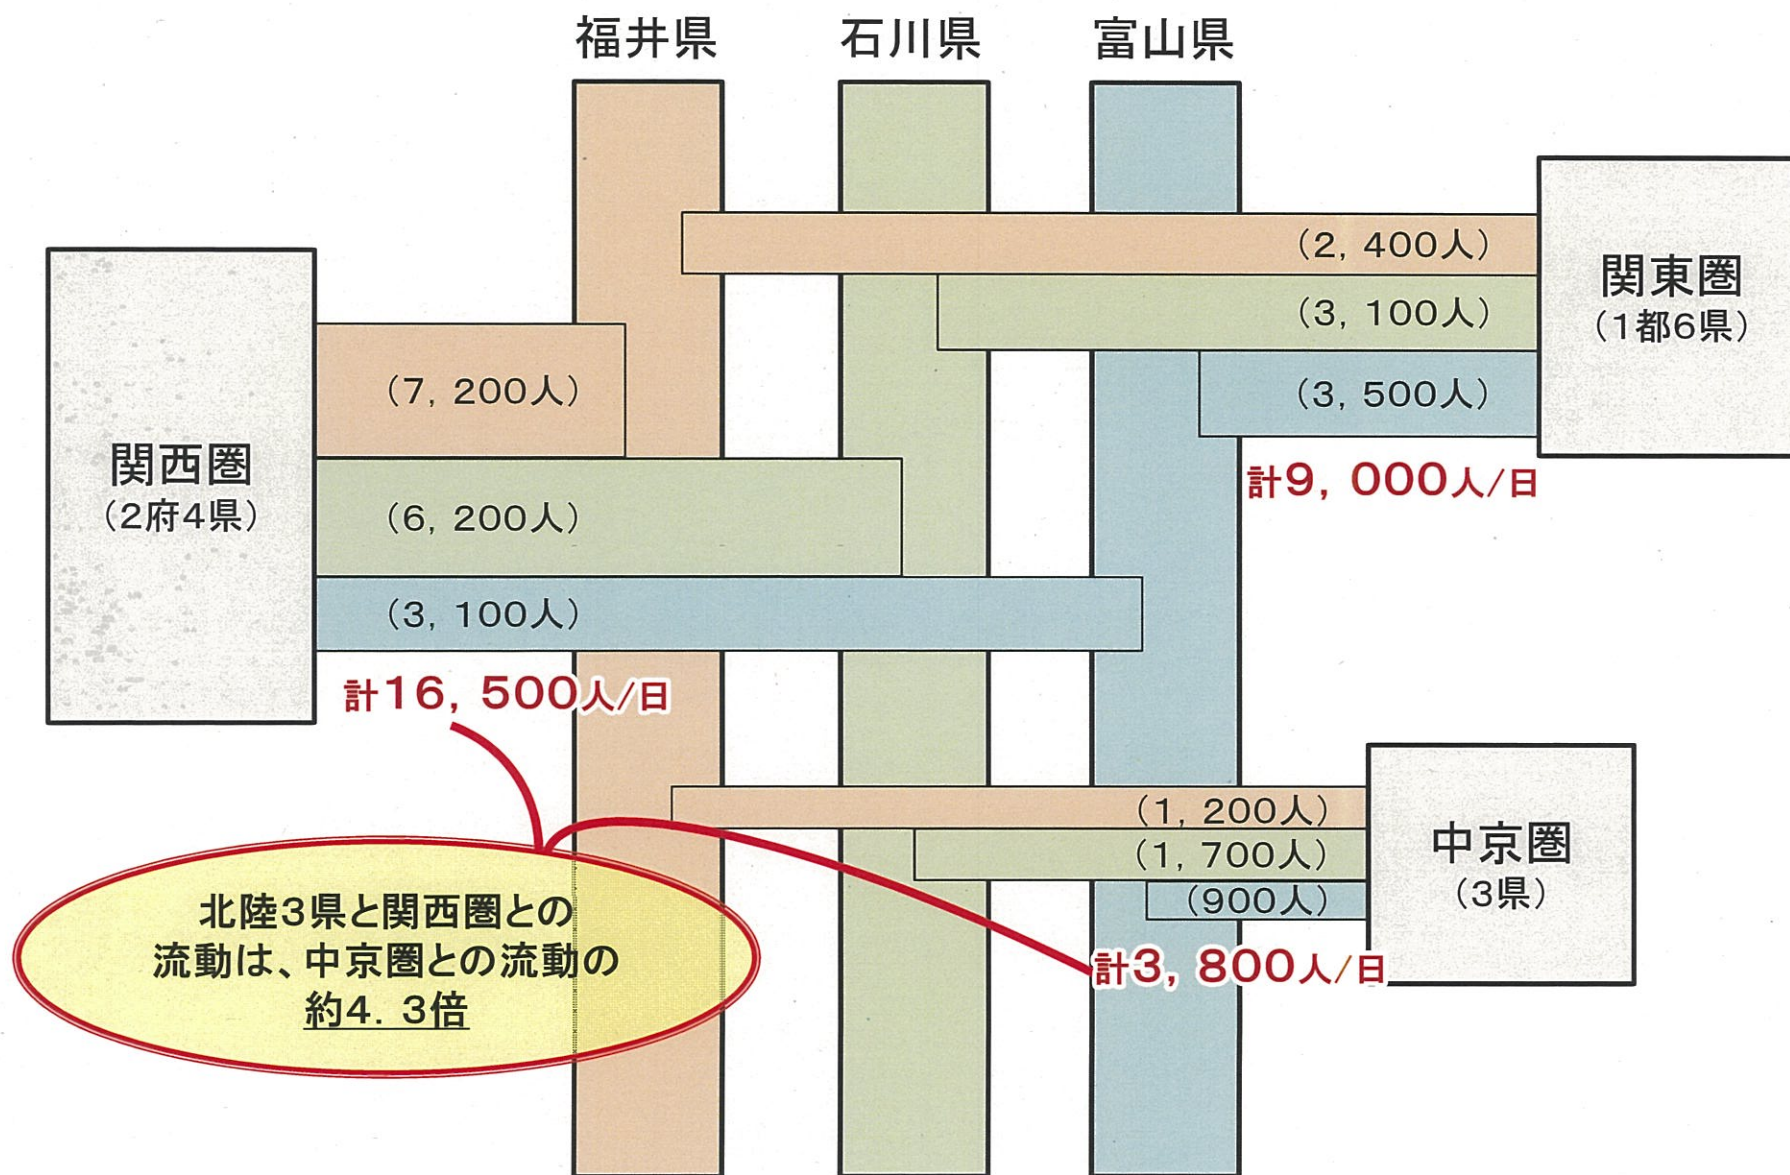 福井県
石川県
富山県
関西圏
（2府4県）
（7，200人）
（6，200人）
（3，100人）
計16，500人/日
（2，400人）
（3，100人）
（3，500人）
関東圏
（1都6県）
計9，000人/日
（1，200人）
（1，700人）
（900人）
中京圏
（3県）
計3，800人/日
北陸3県と関西圏との
流動は、中京圏との流動の
約4．3倍